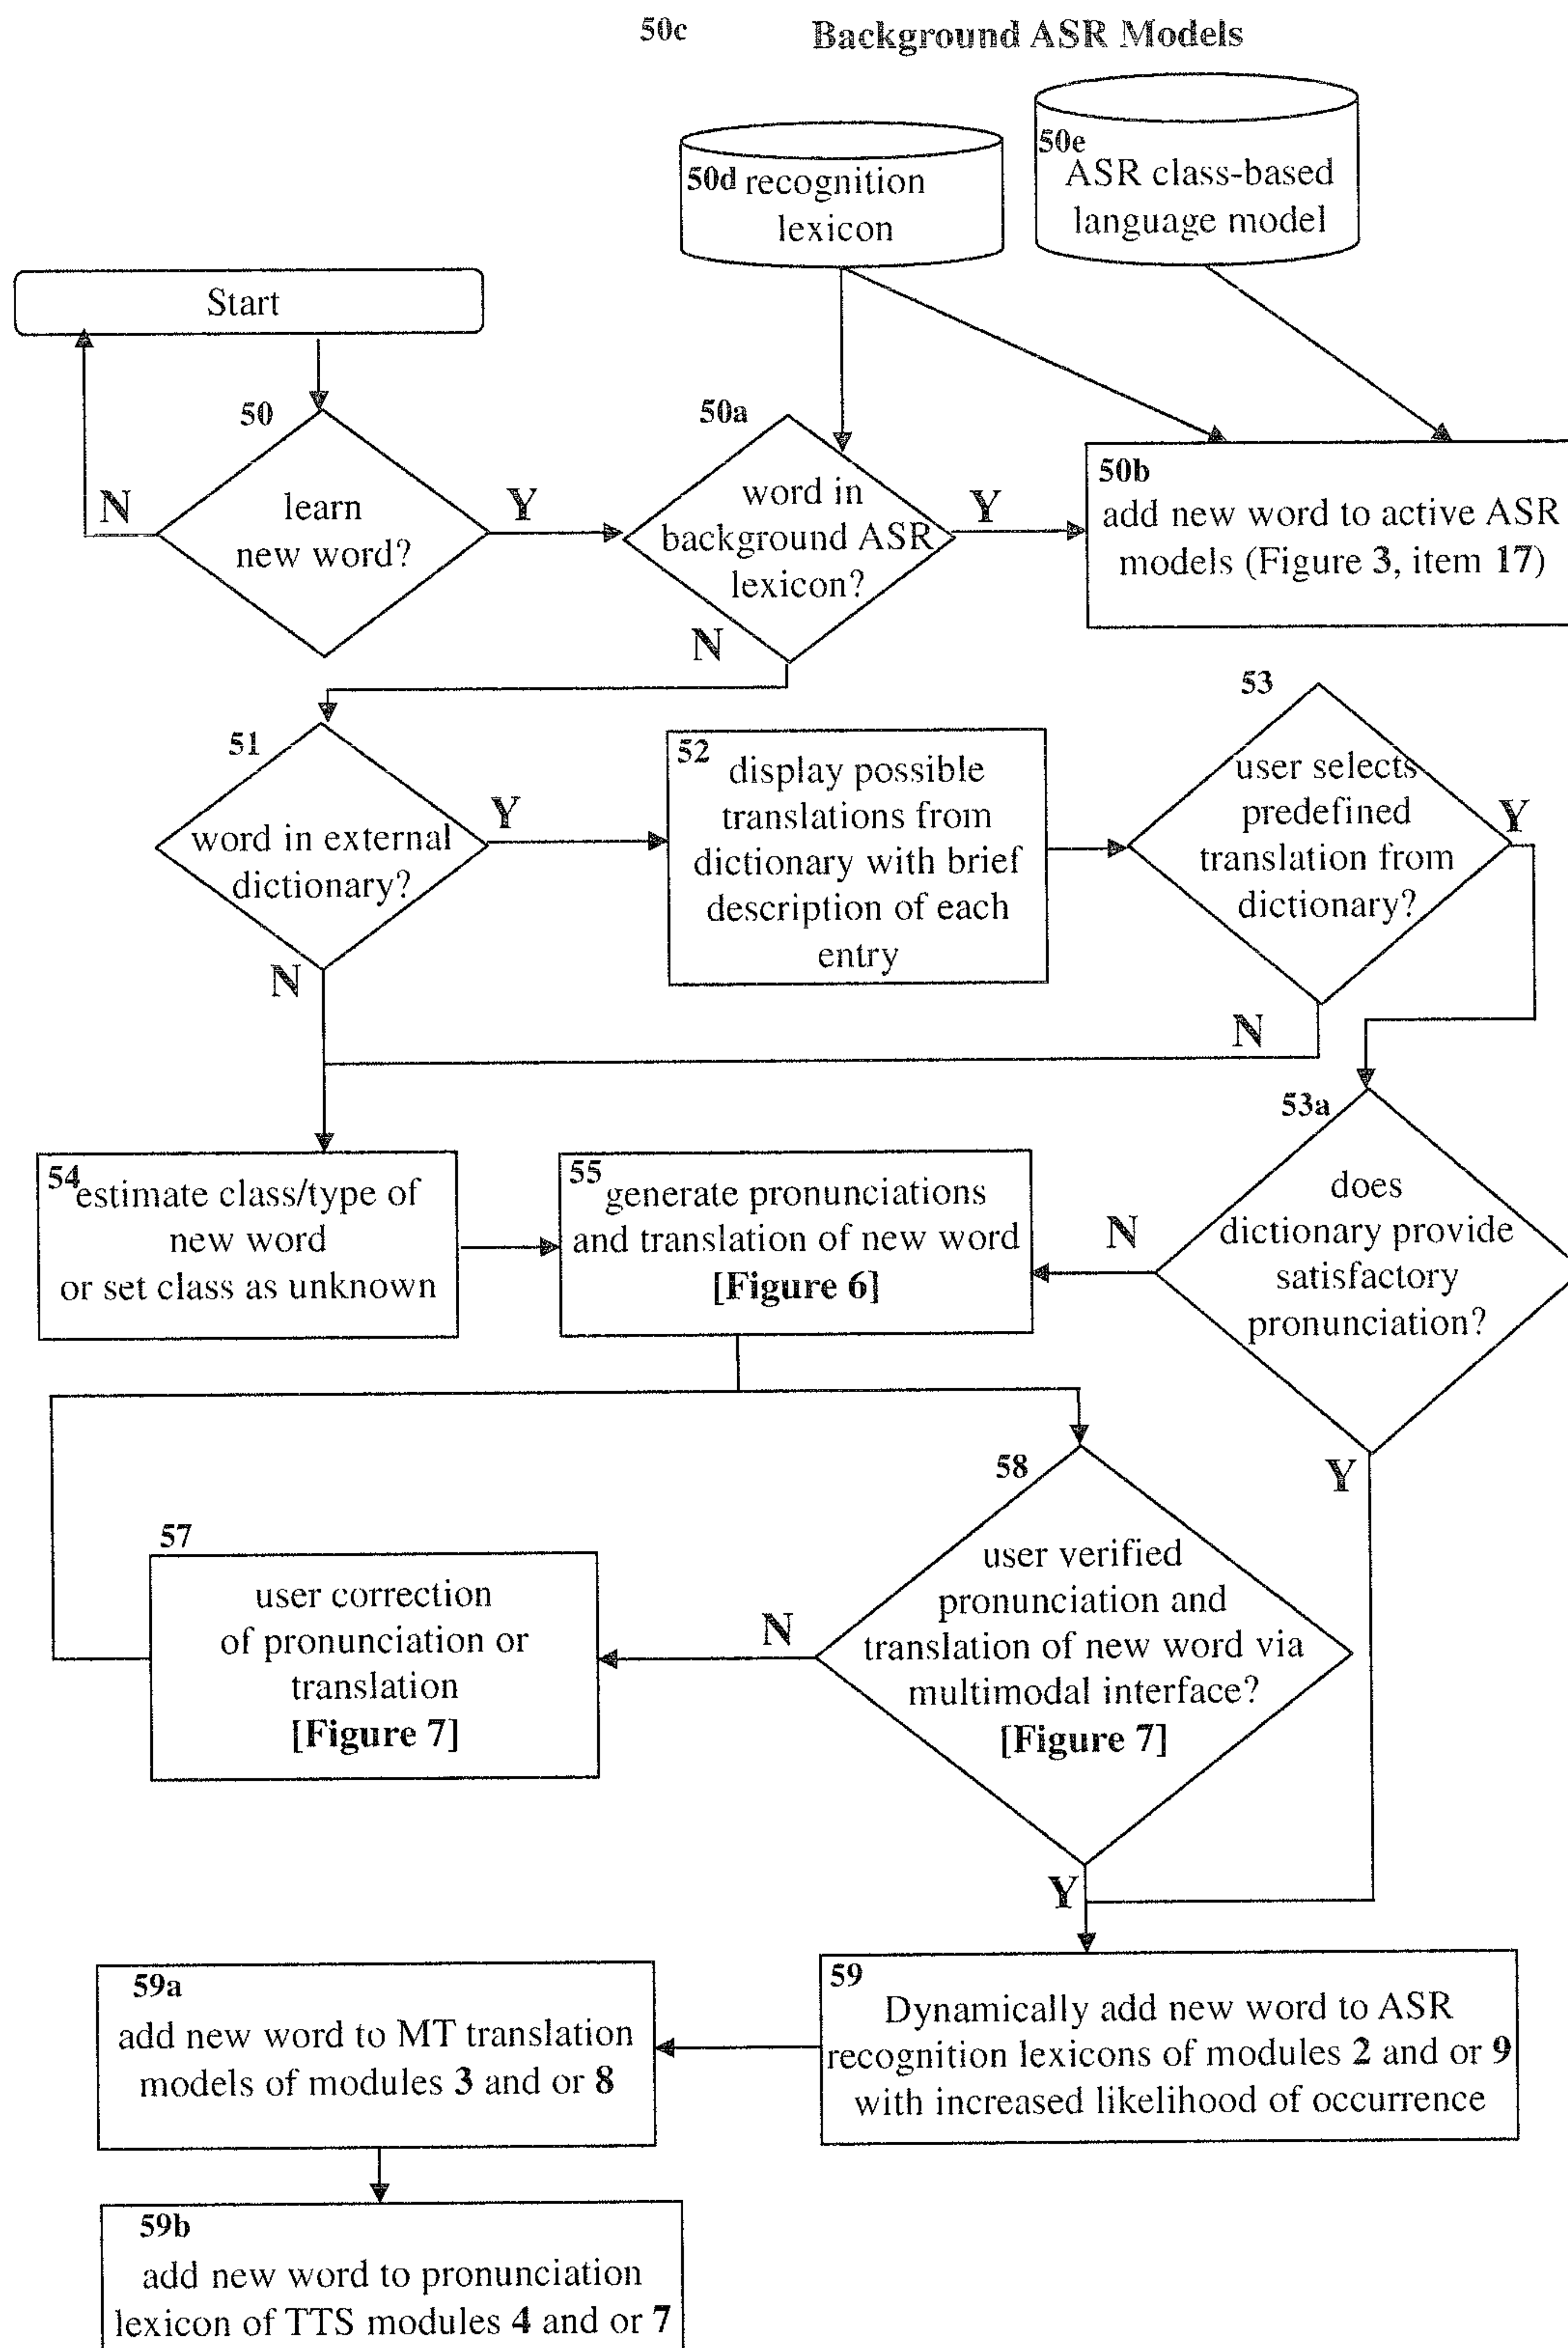 50c Background ASR Models
50d recognition
lexicon
50e
ASR class-based
language model
Start
50
learn
new word?
N
Y
50a
word in
background ASR
lexicon?
Y
N
50b
add new word to active ASR
models (Figure 3, item 17)
51
word in external
dictionary?
Y
N
52
display possible
translations from
dictionary with brief
description of each
entry
53
user selects
predefined
translation from
dictionary?
Y
N
53a
does
dictionary provide
satisfactory
pronunciation?
N
Y
54
estimate class/type of
new word
or set class as unknown
55
generate pronunciations
and translation of new word
[Figure 6]
58
user verified
pronunciation and
translation of new word via
multimodal interface?
[Figure 7]
N
Y
57
user correction
of pronunciation or
translation
[Figure 7]
59
Dynamically add new word to ASR
recognition lexicons of modules 2 and or 9
with increased likelihood of occurrence
59a
add new word to MT translation
models of modules 3 and or 8
59b
add new word to pronunciation
lexicon of TTS modules 4 and or 7